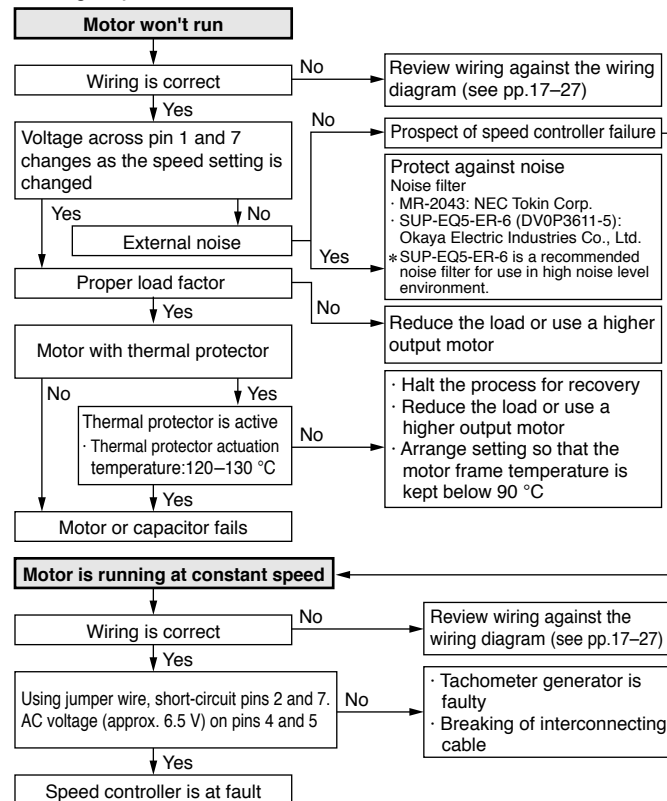 Motor won't run
Wiring is correct
No
Review wiring against the wiring
diagram (see pp.17–27)
Yes
Voltage across pin 1 and 7
changes as the speed setting is
changed
No
Prospect of speed controller failure
Yes
No
External noise
Yes
Protect against noise
Noise filter
· MR-2043: NEC Tokin Corp.
· SUP-EQ5-ER-6 (DV0P3611-5):
Okaya Electric Industries Co., Ltd.
* SUP-EQ5-ER-6 is a recommended
noise filter for use in high noise level
environment.
Proper load factor
Yes
No
Reduce the load or use a higher
output motor
Motor with thermal protector
No
Yes
Thermal protector is active
· Thermal protector actuation
temperature:120–130 °C
No
· Halt the process for recovery
· Reduce the load or use a
higher output motor
· Arrange setting so that the
motor frame temperature is
kept below 90 °C
Yes
Motor or capacitor fails
Motor is running at constant speed
Wiring is correct
No
Review wiring against the
wiring diagram (see pp.17–27)
Yes
Using jumper wire, short-circuit pins 2 and 7.
AC voltage (approx. 6.5 V) on pins 4 and 5
No
· Tachometer generator is
faulty
· Breaking of interconnecting
cable
Yes
Speed controller is at fault